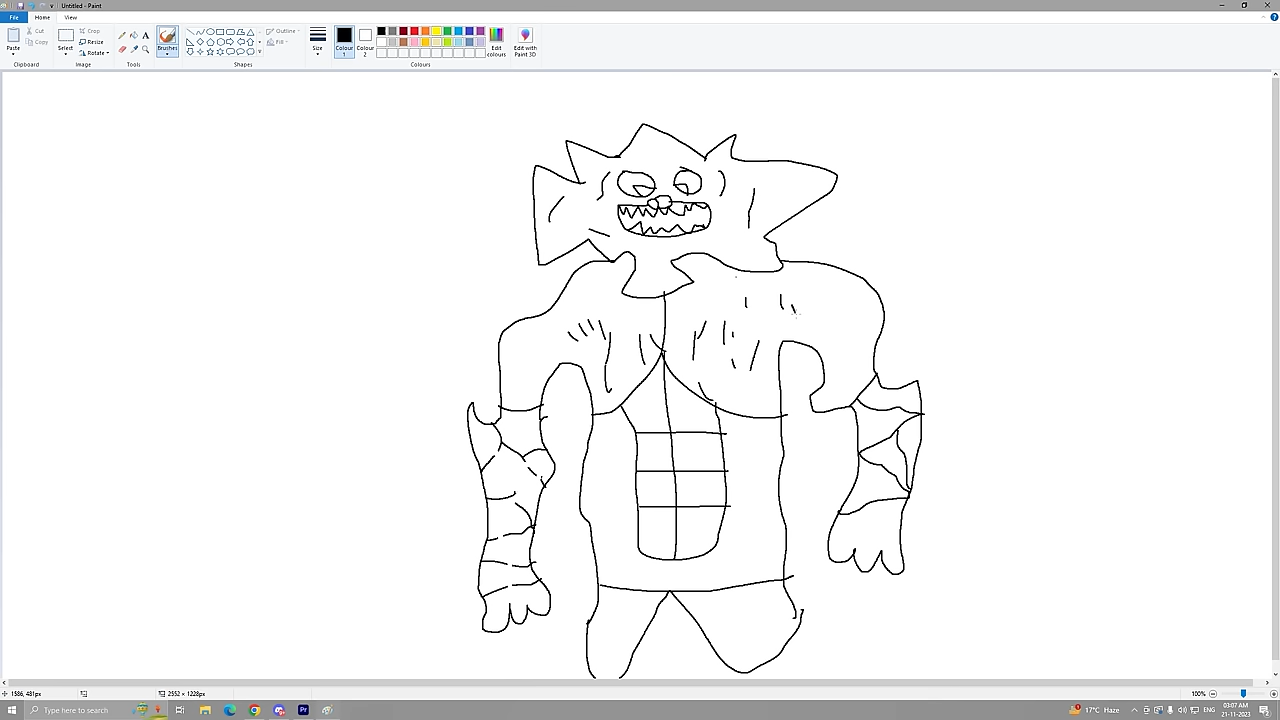 Untitled - Paint
File Home View
Paste Cut Copy Clipboard
Select Crop Resize Rotate Image
Tools
Brushes
Outline Fill Shapes
Size
Colour 1 Colour 2 Edit colours Colours
Edit with Paint 3D
1586, 481px 2552 × 1228px 100%
Type here to search 17°C Haze ENG 03:07 AM 21-11-2023